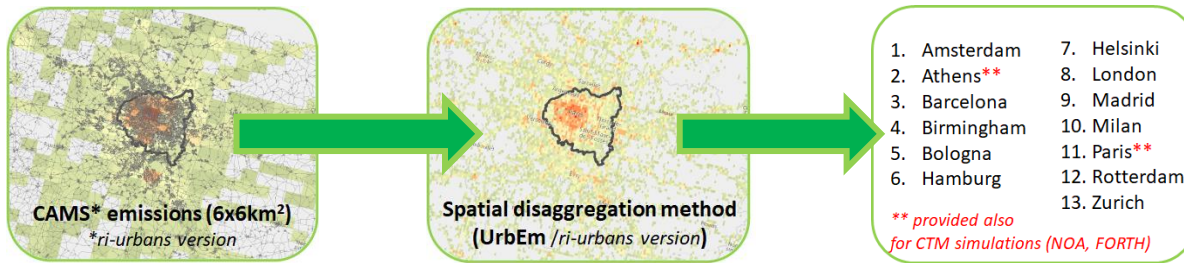 CAMS* emissions (6x6km²)
*ri-urbans version
Spatial disaggregation method
(UrbEm /ri-urbans version)
1. Amsterdam
2. Athens**
3. Barcelona
4. Birmingham
5. Bologna
6. Hamburg
7. Helsinki
8. London
9. Madrid
10. Milan
11. Paris**
12. Rotterdam
13. Zurich
** provided also
for CTM simulations (NOA, FORTH)